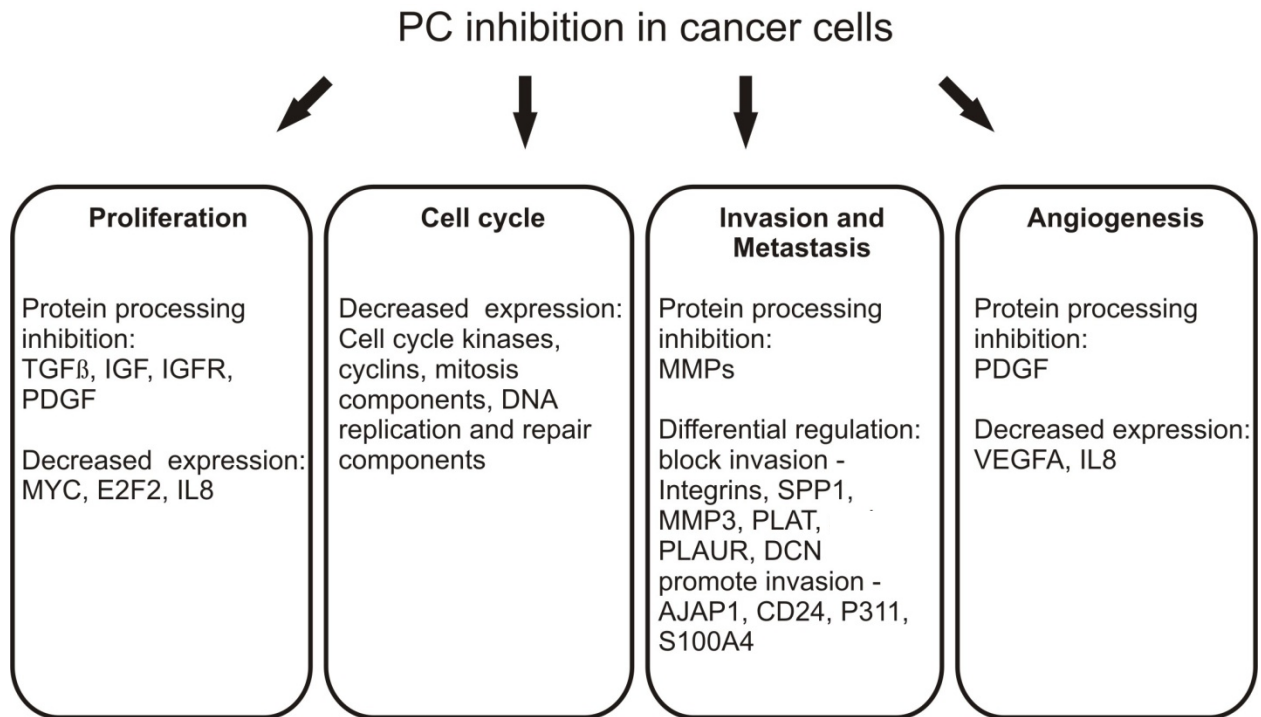 PC inhibition in cancer cells
Proliferation
Protein processing
inhibition:
TGFß, IGF, IGFR,
PDGF
Decreased expression:
MYC, E2F2, IL8
Cell cycle
Decreased expression:
Cell cycle kinases,
cyclins, mitosis
components, DNA
replication and repair
components
Invasion and
Metastasis
Protein processing
inhibition:
MMPs
Differential regulation:
block invasion -
Integrins, SPP1,
MMP3, PLAT,
PLAUR, DCN
promote invasion -
AJAP1, CD24, P311,
S100A4
Angiogenesis
Protein processing
inhibition:
PDGF
Decreased expression:
VEGFA, IL8